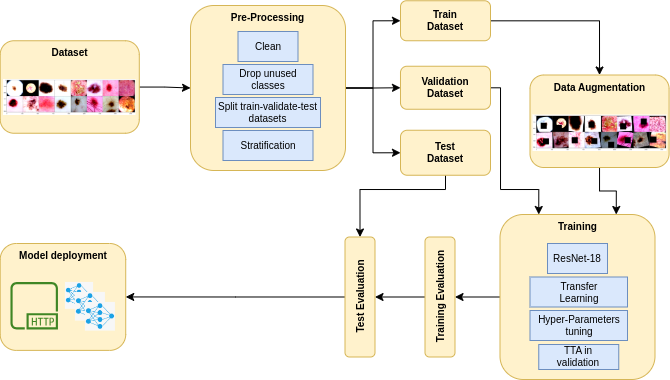 Dataset
Pre-Processing
Clean
Drop unused
classes
Split train-validate-test
datasets
Stratification
Train
Dataset
Validation
Dataset
Test
Dataset
Data Augmentation
Training
ResNet-18
Transfer
Learning
Hyper-Parameters
tuning
TTA in
validation
Training Evaluation
Test Evaluation
Model deployment
HTTP